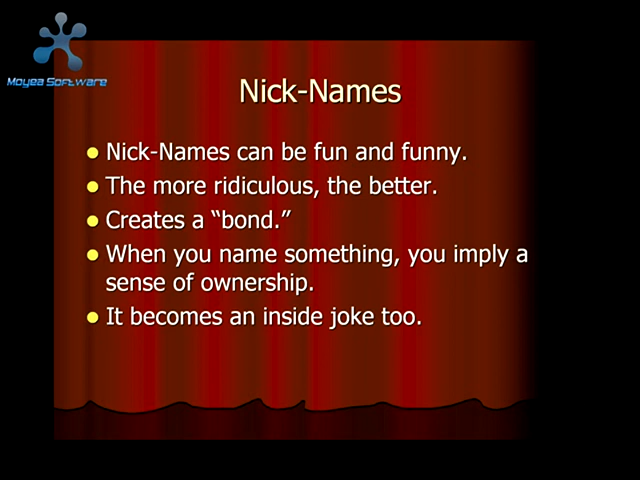 Moyea Software
Nick-Names
Nick-Names can be fun and funny.
The more ridiculous, the better.
Creates a “bond.”
When you name something, you imply a
sense of ownership.
It becomes an inside joke too.